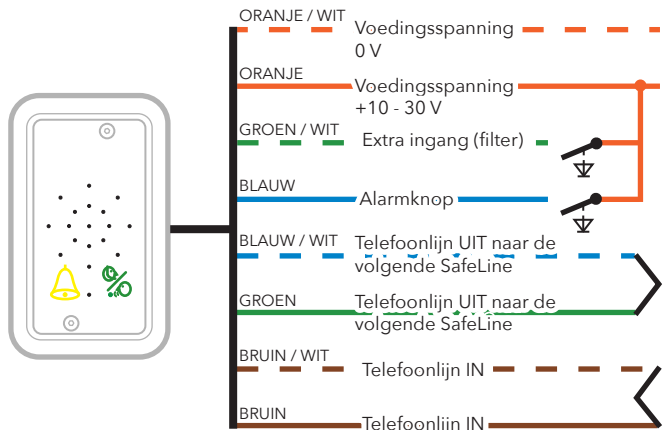 ORANJE / WIT
Voedingsspanning
0 V
ORANJE
Voedingsspanning
+10 - 30 V
GROEN / WIT
Extra ingang (filter)
BLAUW
Alarmknop
BLAUW / WIT
Telefoonlijn UIT naar de
volgende SafeLine
GROEN
Telefoonlijn UIT naar de
volgende SafeLine
BRUIN / WIT
Telefoonlijn IN
BRUIN
Telefoonlijn IN